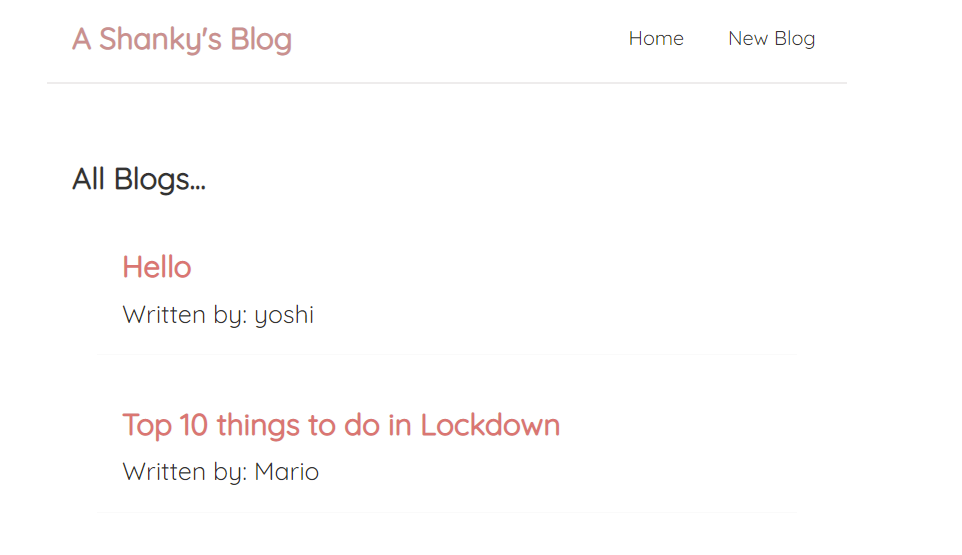 A Shanky's Blog
Home New Blog
All Blogs...
Hello
Written by: yoshi
Top 10 things to do in Lockdown
Written by: Mario